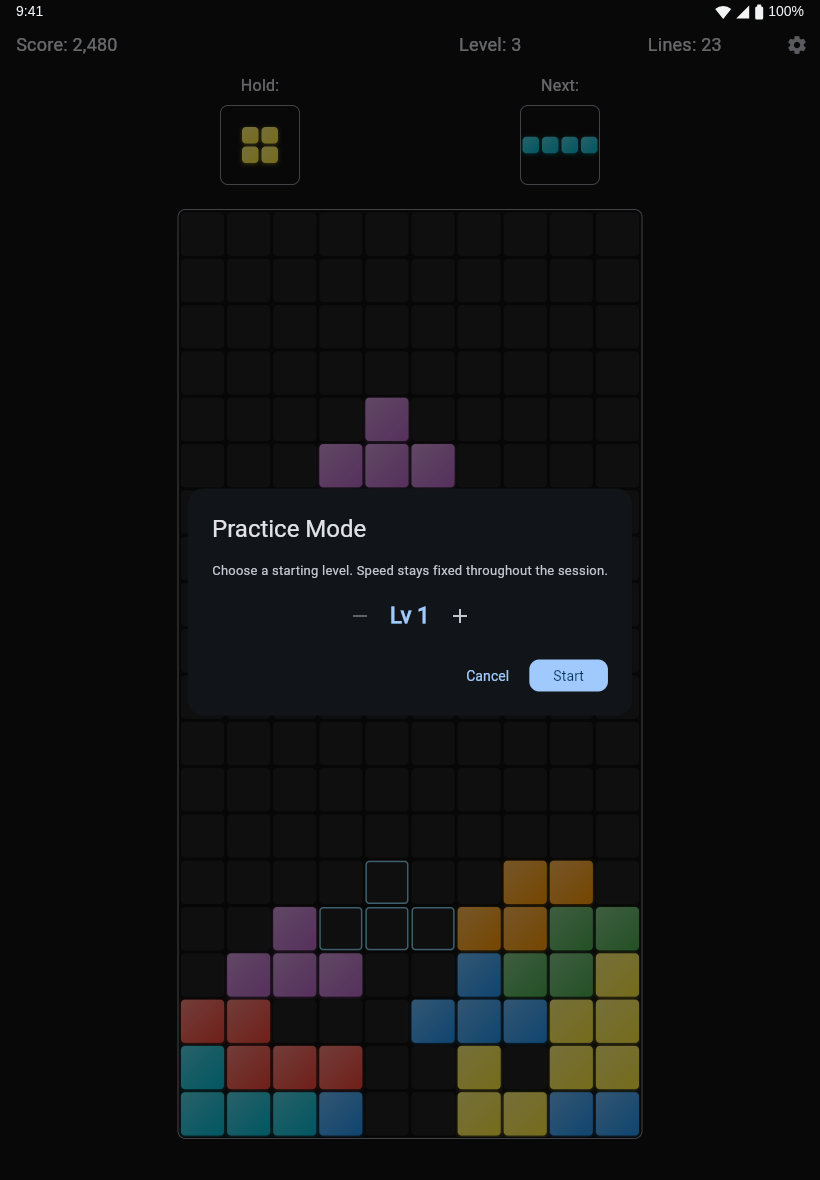 9:41
100%
Score: 2,480
Level: 3
Lines: 23
Hold:
Next:
Practice Mode
Choose a starting level. Speed stays fixed throughout the session.
— Lv 1 +
Cancel
Start